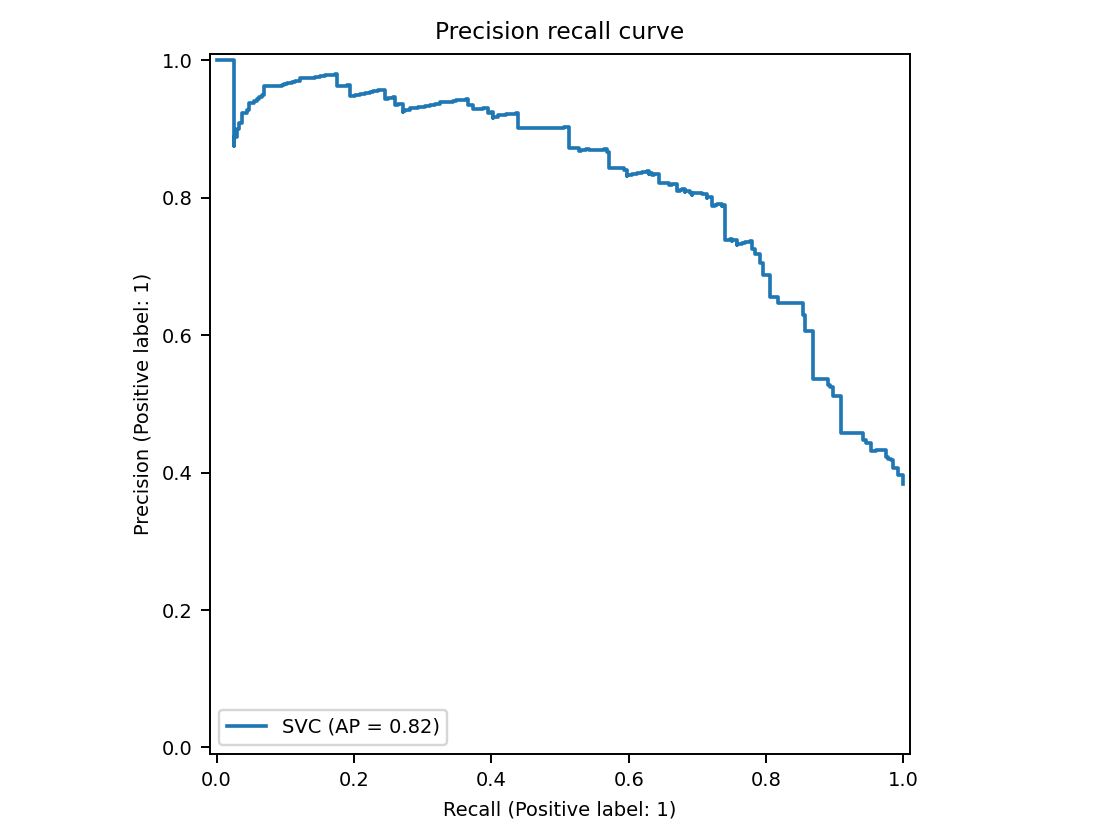 Precision recall curve
1.0
0.8
0.6
0.4
0.2
0.0
Precision (Positive label: 1)
SVC (AP = 0.82)
0.0 0.2 0.4 0.6 0.8 1.0
Recall (Positive label: 1)